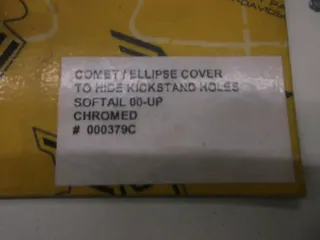 COMET / ELLIPSE COVER
TO HIDE KICKSTAND HOLES
SOFTAIL 00-UP
CHROMED
# 000379C